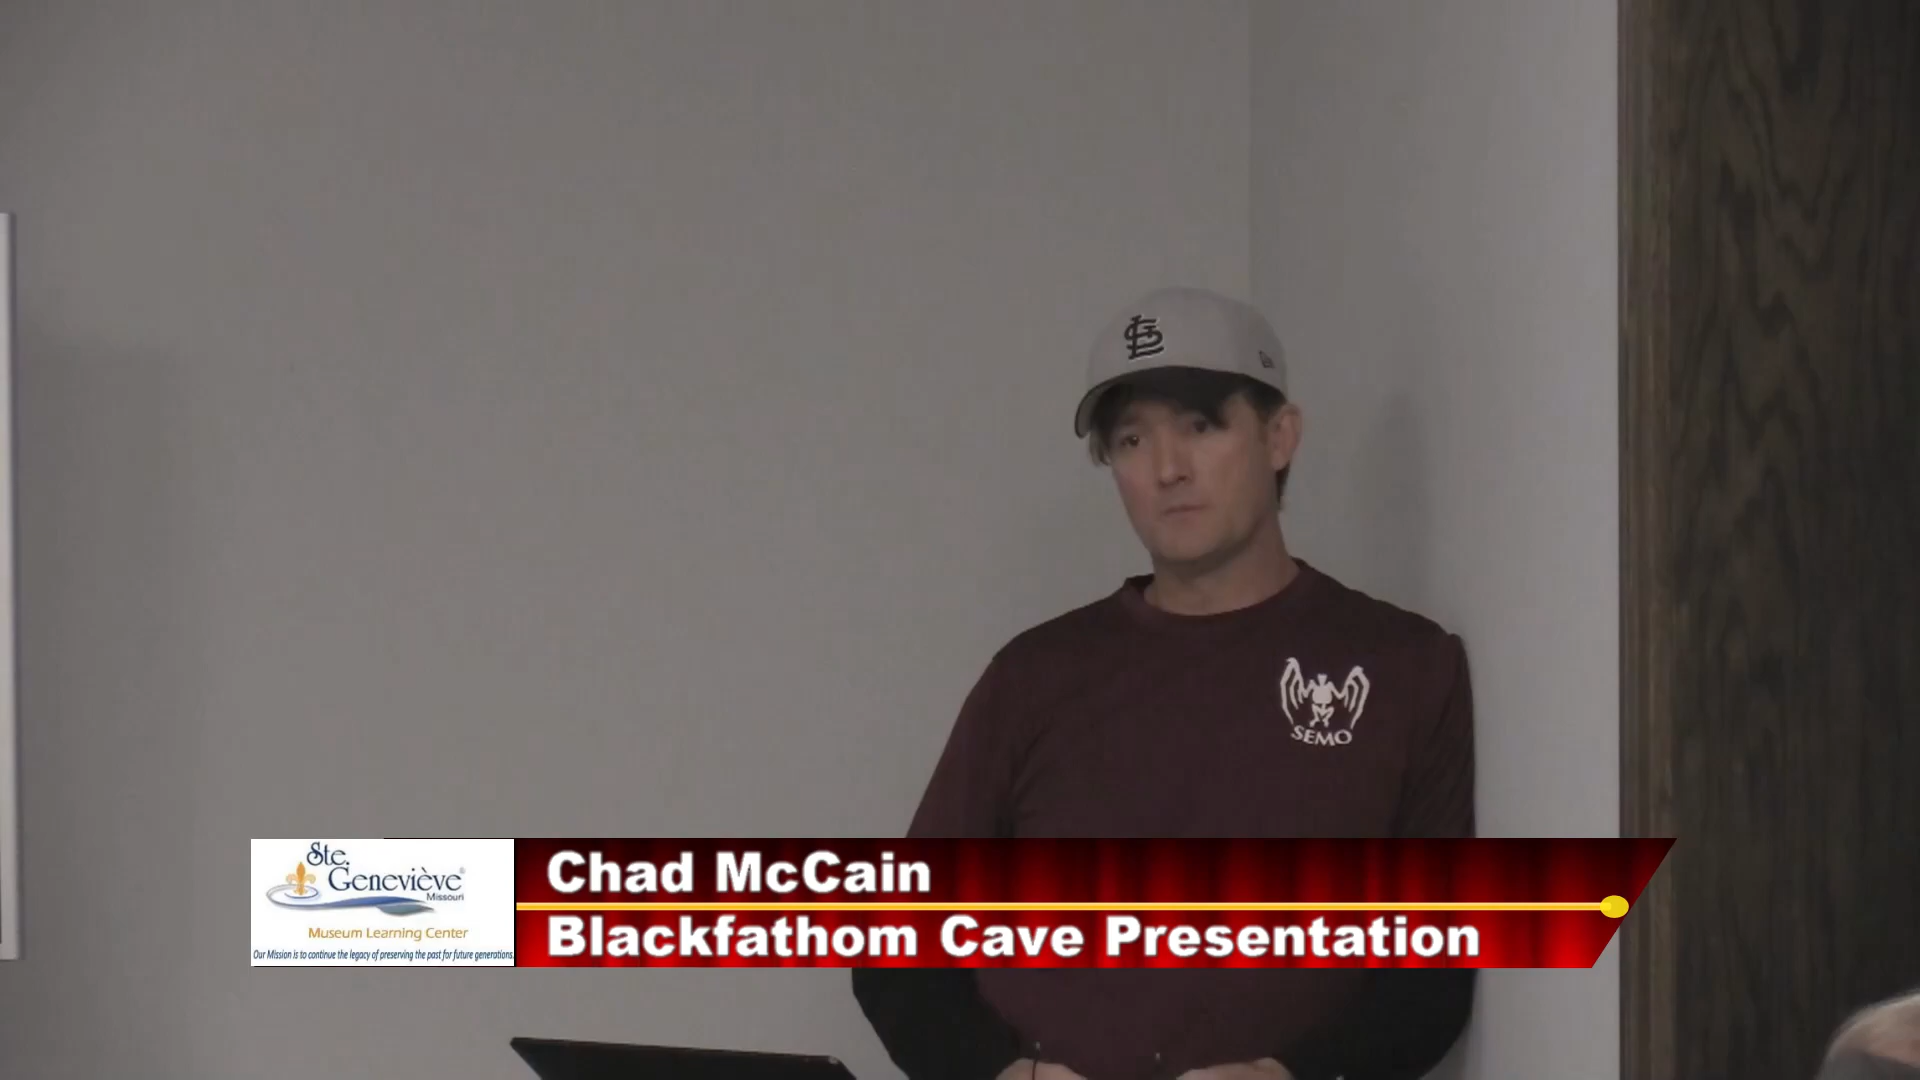 STL
SEMO
Ste.
Geneviève
Missouri
Museum Learning Center
Our Mission is to continue the legacy of preserving the past for future generations.
Chad McCain
Blackfathom Cave Presentation